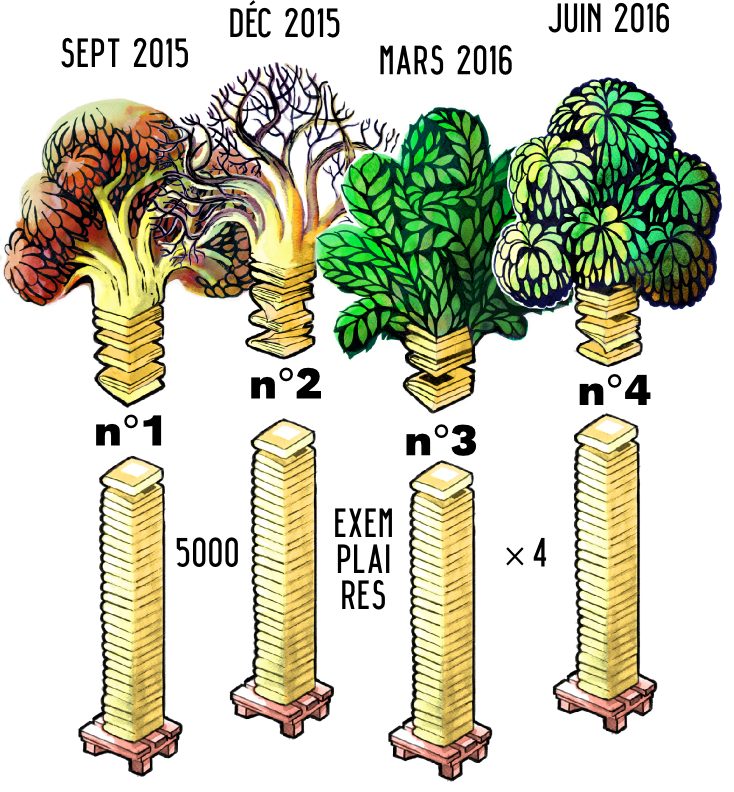 SEPT 2015
DÉC 2015
MARS 2016
JUIN 2016
n°1
n°2
n°3
n°4
5000
EXEM
PLAI
RES
× 4